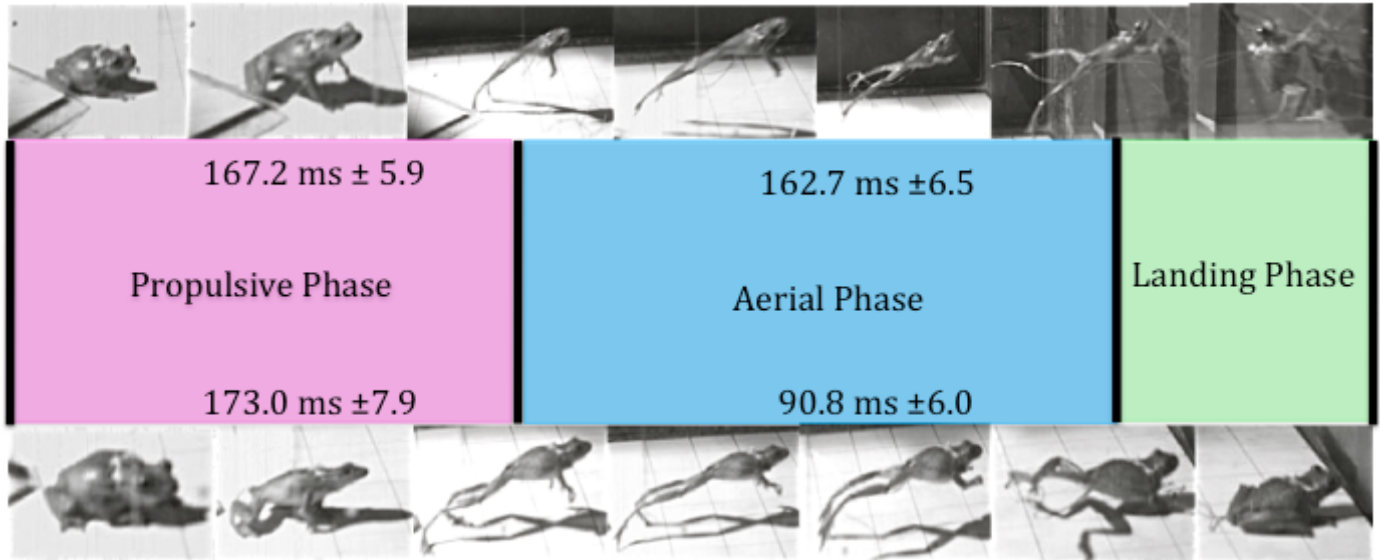 167.2 ms ± 5.9
162.7 ms ±6.5
Propulsive Phase
Aerial Phase
Landing Phase
173.0 ms ±7.9
90.8 ms ±6.0